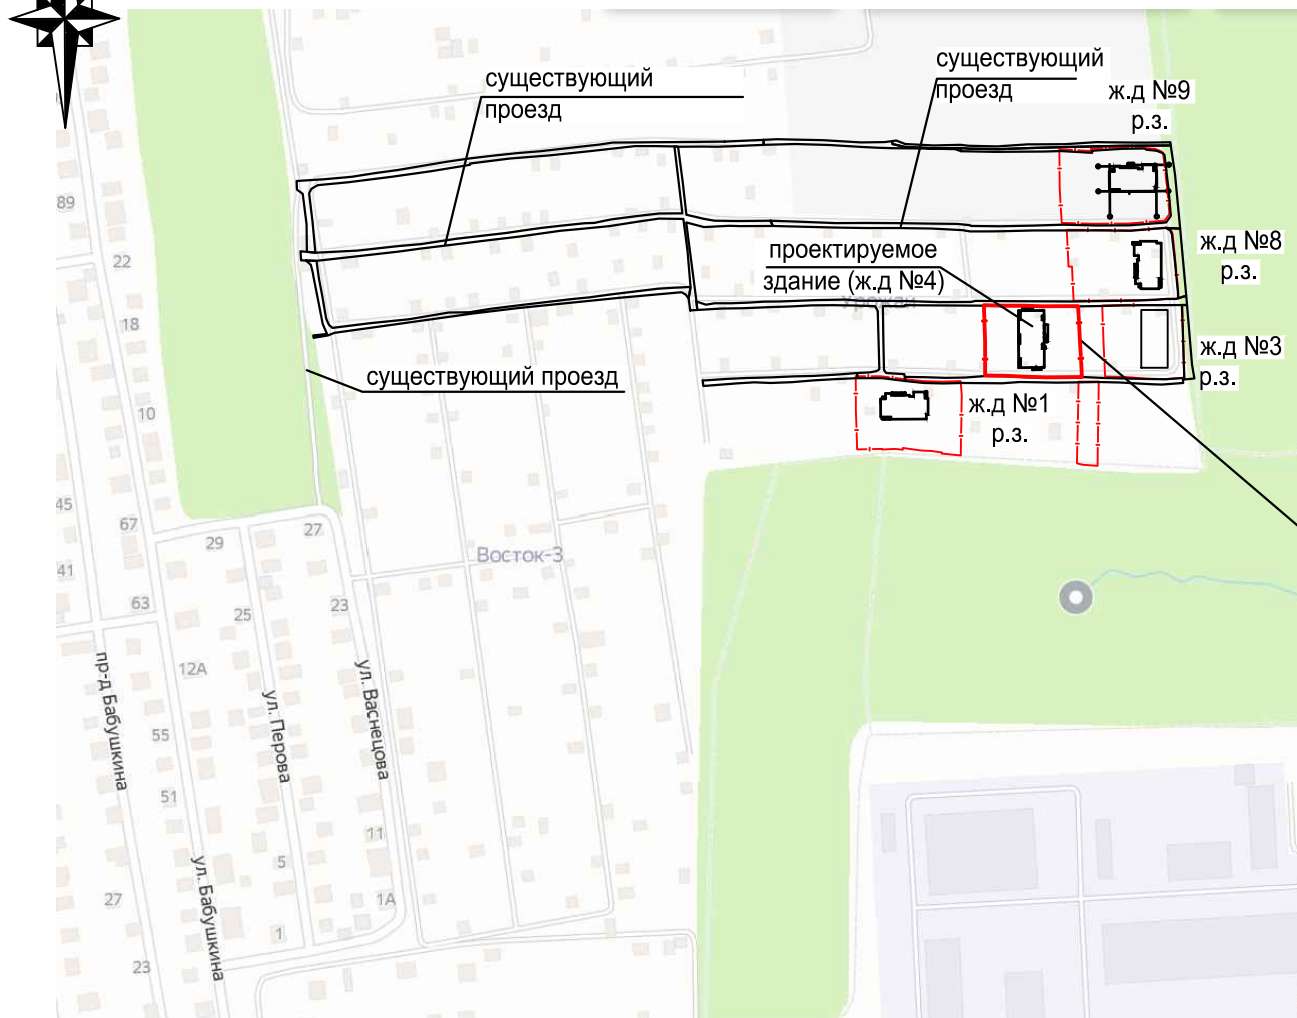 существующий
проезд
существующий
проезд
ж.д №9
р.з.
89
22
проектируемое
здание (ж.д №4)
ж.д №8
р.з.
18
существующий проезд
ж.д №3
р.з.
10
ж.д №1
р.з.
45
67
29
27
Восток-3
41
63
25
23
12А
пр-д Бабушкина
ул. Перова
ул. Васнецова
55
51
11
5
ул. Бабушкина
27
1А
1
23